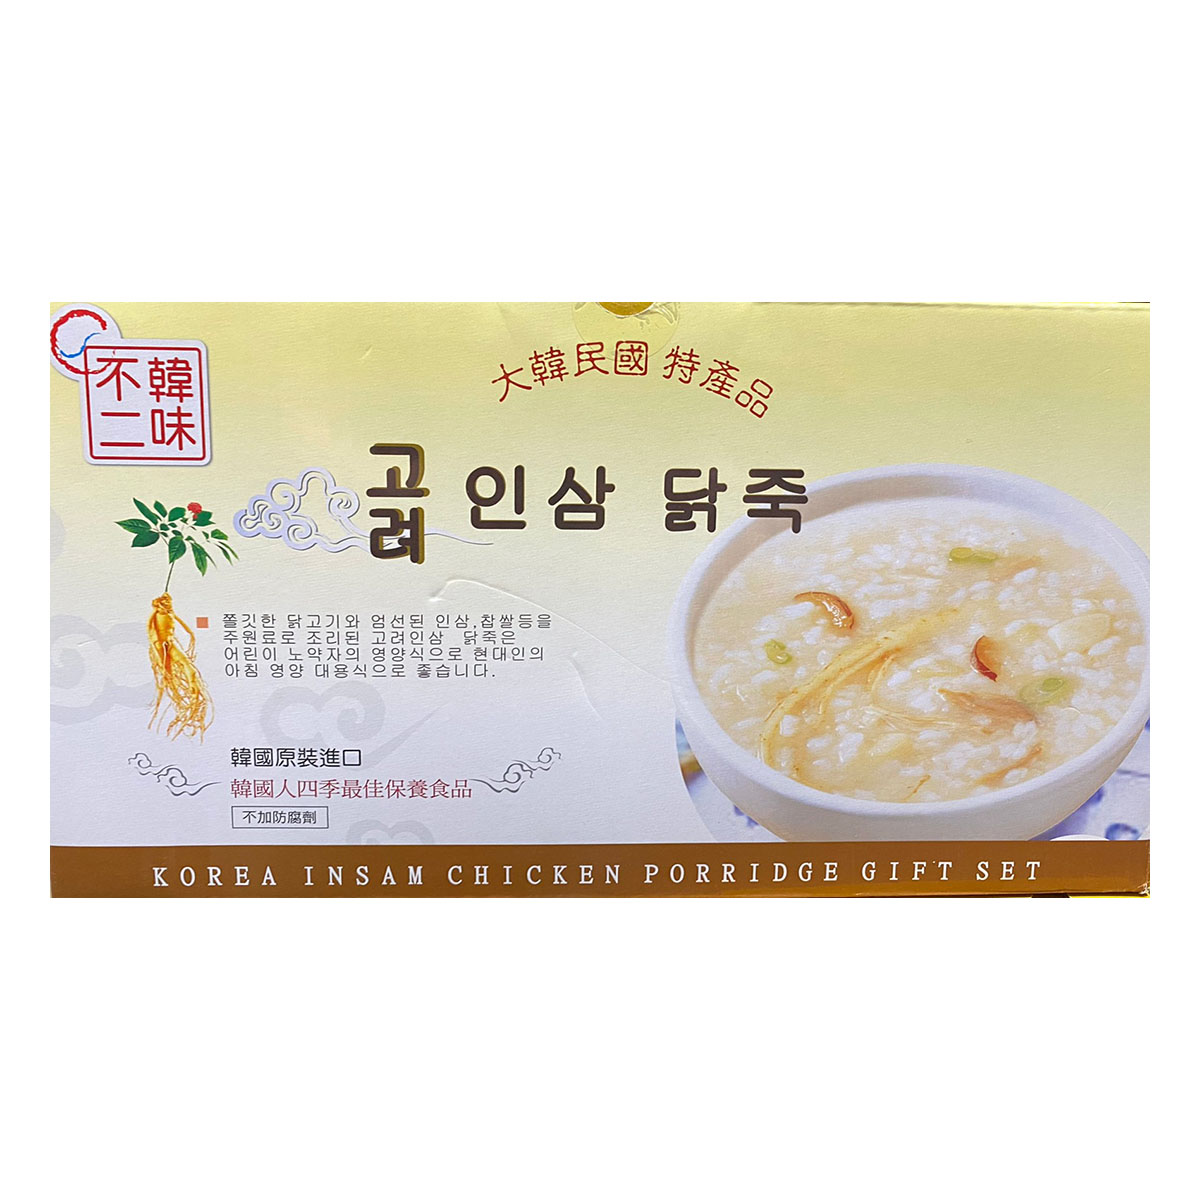 韓味
不二
大韓民國 特產品
고려 인삼 닭죽
쫄깃한 닭고기와 엄선된 인삼,찹쌀등을
주원료로 조리된 고려인삼 닭죽은
어린이 노약자의 영양식으로 현대인의
아침 영양 대용식으로 좋습니다.
韓國原裝進口
韓國人四季最佳保養食品
不加防腐劑
KOREA INSAM CHICKEN PORRIDGE GIFT SET